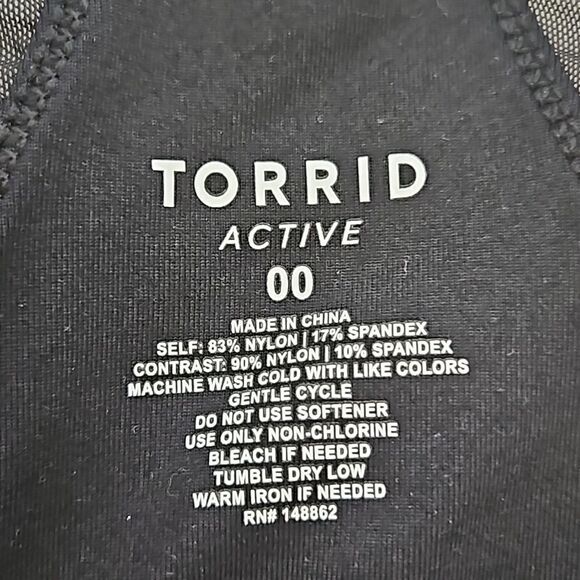 TORRID
ACTIVE
00
MADE IN CHINA
SELF: 83% NYLON | 17% SPANDEX
CONTRAST: 90% NYLON | 10% SPANDEX
MACHINE WASH COLD WITH LIKE COLORS
GENTLE CYCLE
DO NOT USE SOFTENER
USE ONLY NON-CHLORINE
BLEACH IF NEEDED
TUMBLE DRY LOW
WARM IRON IF NEEDED
RN# 148862